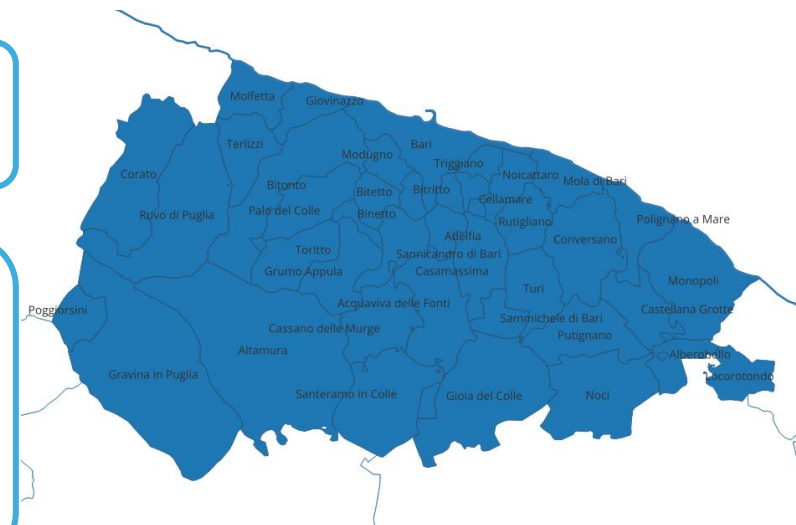 Molfetta
Giovinazzo
Terlizzi
Bari
Modugno
Triggiano
Corato
Noicattaro
Mola di Bari
Bitonto
Bitetto
Bitritto
Cellamare
Ruvo di Puglia
Palo del Colle
Binetto
Rutigliano
Polignano a Mare
Adelfia
Conversano
Toritto
Sannicandro di Bari
Grumo Appula
Casamassima
Monopoli
Turi
Poggiorsini
Acquaviva delle Fonti
Castellana Grotte
Sammichele di Bari
Cassano delle Murge
Putignano
Altamura
Alberobello
Gravina in Puglia
Locorotondo
Santeramo in Colle
Gioia del Colle
Noci